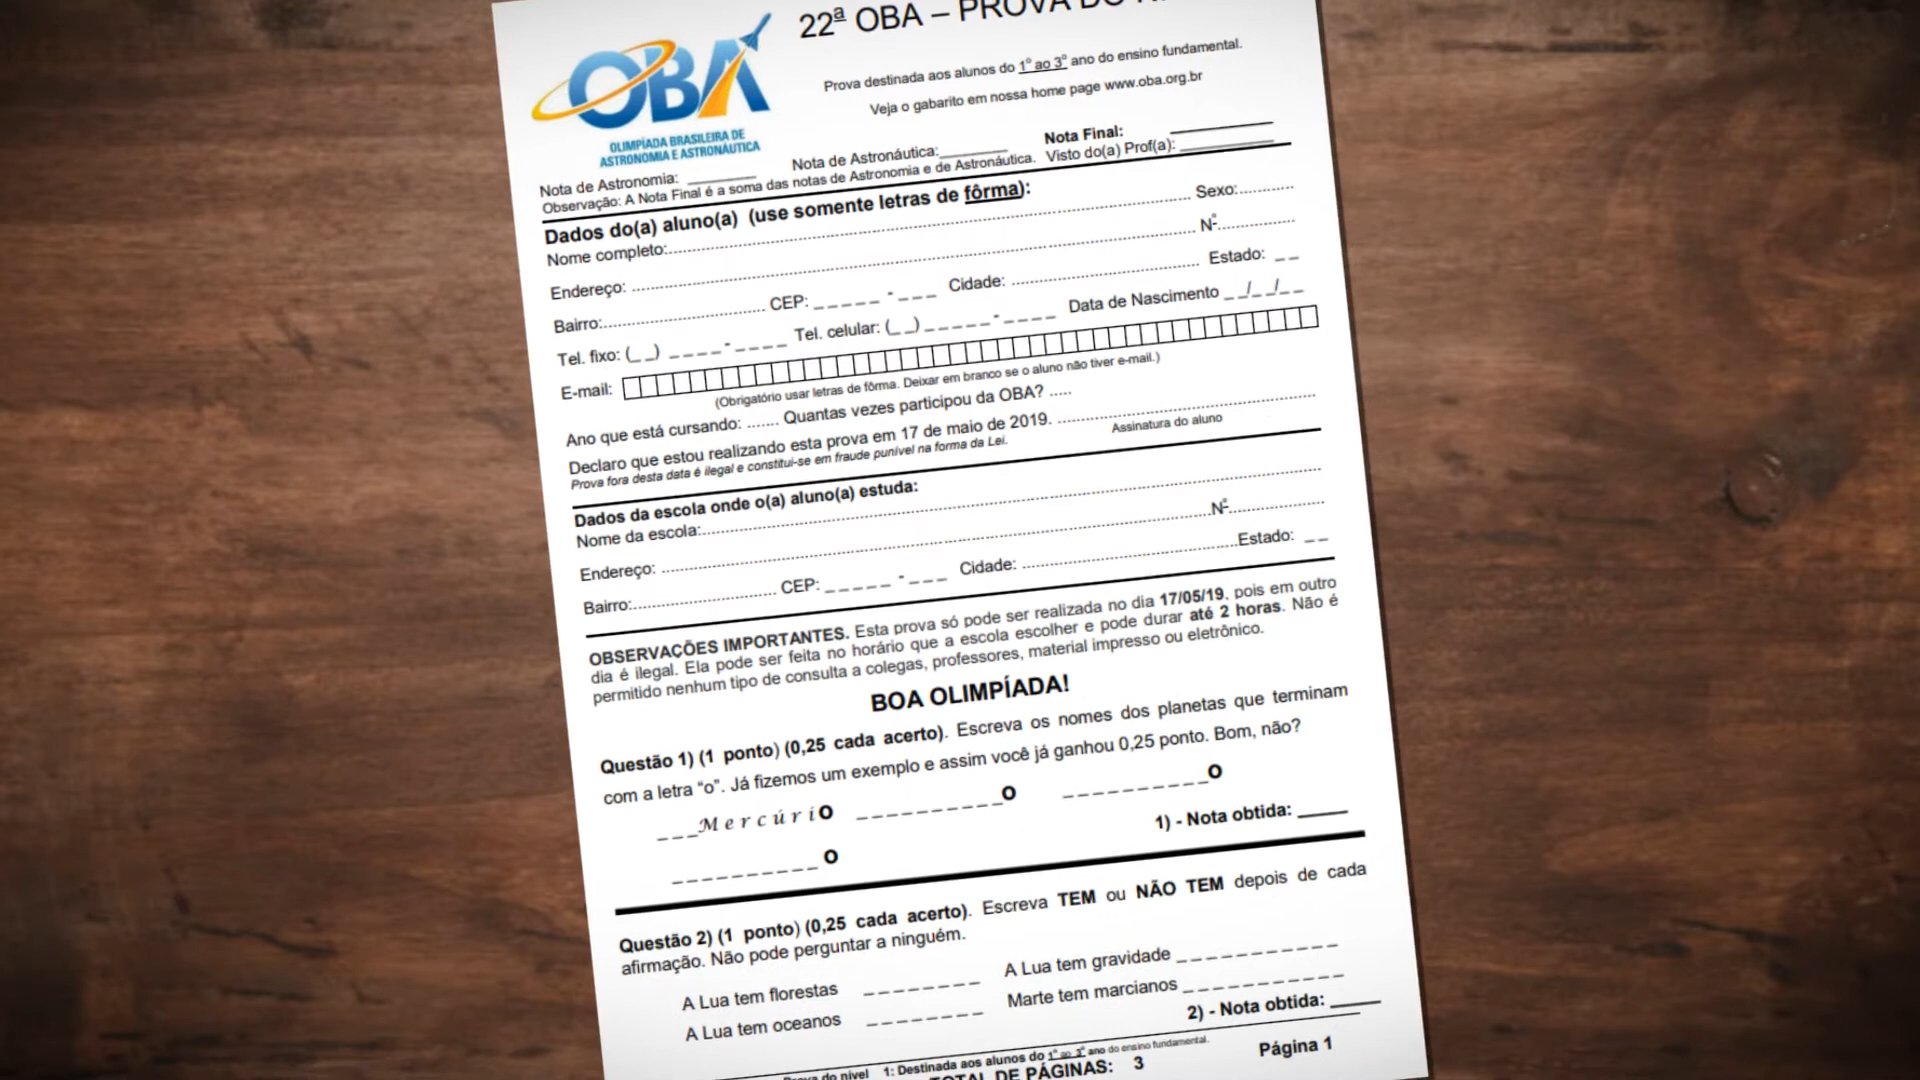 22ª OBA – PROVA DO
Prova destinada aos alunos do 1º ao 3º ano do ensino fundamental.
Veja o gabarito em nossa home page www.oba.org.br
OBA
OLIMPÍADA BRASILEIRA DE
ASTRONOMIA E ASTRONÁUTICA
Nota de Astronomia: _______ Nota de Astronáutica:_______ Nota Final: _______
Observação: A Nota Final é a soma das notas de Astronomia e de Astronáutica. Visto do(a) Prof(a): _______
Dados do(a) aluno(a) (use somente letras de fôrma):
Nome completo:.......... Sexo:..........
Endereço: .......... Nº..........
Bairro:.......... CEP: _ _ _ _ _ - _ _ _ Cidade: .......... Estado: _ _
Tel. fixo: (_ _) _ _ _ _ - _ _ _ _ Tel. celular: (_ _) _ _ _ _ _ - _ _ _ _ Data de Nascimento _ _/_ _/_ _
E-mail:
(Obrigatório usar letras de fôrma. Deixar em branco se o aluno não tiver e-mail.)
Ano que está cursando: ....... Quantas vezes participou da OBA? .....
Declaro que estou realizando esta prova em 17 de maio de 2019. ..........
Prova fora desta data é ilegal e constitui-se em fraude punível na forma da Lei. Assinatura do aluno
Dados da escola onde o(a) aluno(a) estuda:
Nome da escola:..........
Endereço: .......... Nº..........
Bairro:.......... CEP: _ _ _ _ _ - _ _ _ Cidade: ..........Estado: _ _
OBSERVAÇÕES IMPORTANTES. Esta prova só pode ser realizada no dia 17/05/19, pois em outro
dia é ilegal. Ela pode ser feita no horário que a escola escolher e pode durar até 2 horas. Não é
permitido nenhum tipo de consulta a colegas, professores, material impresso ou eletrônico.
BOA OLIMPÍADA!
Questão 1) (1 ponto) (0,25 cada acerto). Escreva os nomes dos planetas que terminam
com a letra “o”. Já fizemos um exemplo e assim você já ganhou 0,25 ponto. Bom, não?
_ _ _Mercúrio _ _ _ _ _ _ _ _ _o _ _ _ _ _ _ _ _ _o
_ _ _ _ _ _ _ _ _ o
1) - Nota obtida: _____
Questão 2) (1 ponto) (0,25 cada acerto). Escreva TEM ou NÃO TEM depois de cada
afirmação. Não pode perguntar a ninguém.
A Lua tem florestas _ _ _ _ _ _ _ _ A Lua tem gravidade _ _ _ _ _ _ _ _ _ _
A Lua tem oceanos _ _ _ _ _ _ _ _ Marte tem marcianos _ _ _ _ _ _ _ _ _ _
2) - Nota obtida: _____
do nível 1: Destinada aos alunos do 1º ao 3º ano do ensino fundamental.
TOTAL DE PÁGINAS: 3 Página 1